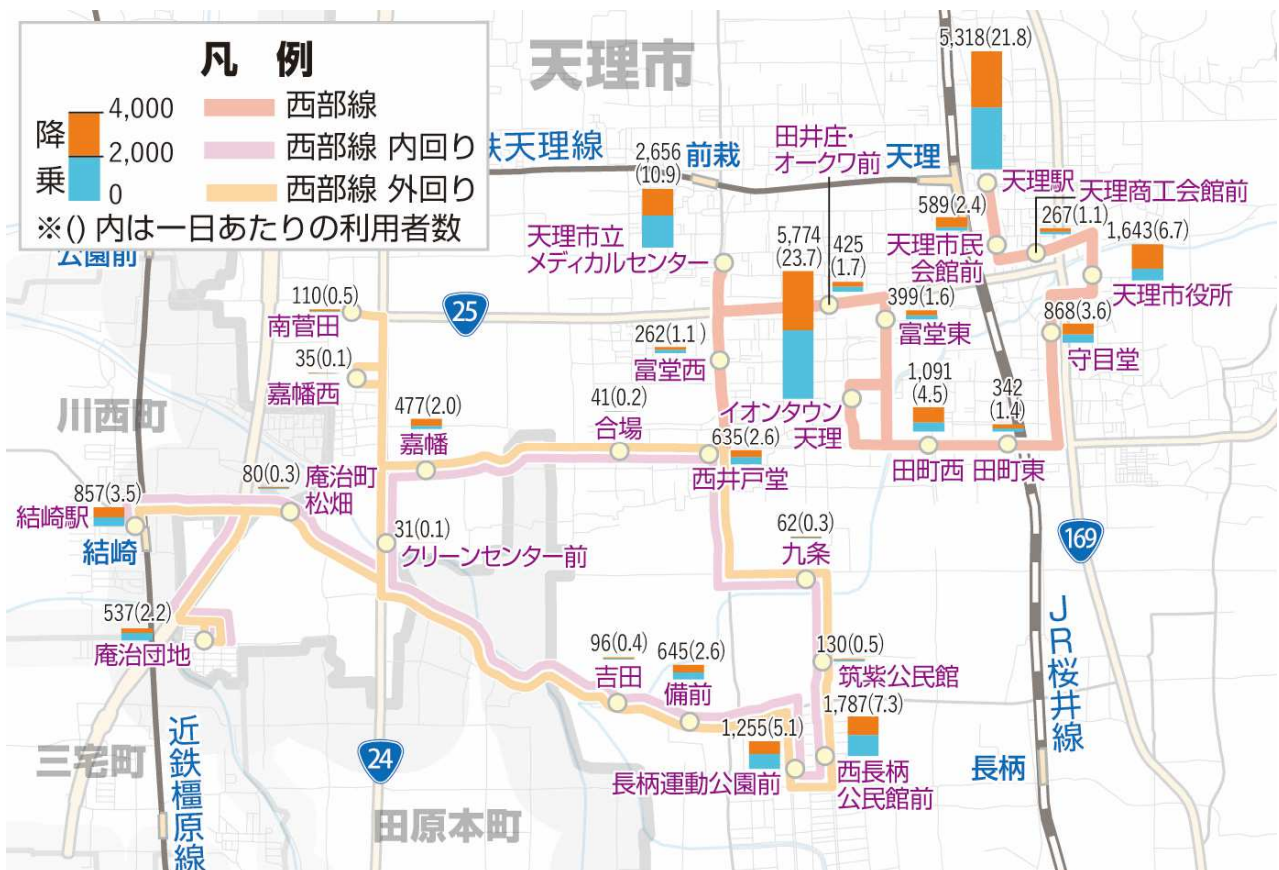 凡 例
降
乗
4,000
2,000
0
西部線
西部線 内回り
西部線 外回り
※() 内は一日あたりの利用者数
天理市
5,318(21.8)
天理駅
鉄天理線
前栽
天理
公園前
2,656
(10.9)
天理市立
メディカルセンター
田井庄・
オークワ前
425
(1.7)
5,774
(23.7)
イオンタウン
天理
589(2.4)
天理市民
会館前
天理商工会館前
267(1.1)
1,643(6.7)
天理市役所
868(3.6)
守目堂
399(1.6)
富堂東
1,091
(4.5)
田町西
342
(1.4)
田町東
110(0.5)
南菅田
25
35(0.1)
嘉幡西
262(1.1)
富堂西
川西町
477(2.0)
嘉幡
41(0.2)
合場
635(2.6)
西井戸堂
80(0.3)
庵治町
松畑
857(3.5)
結崎駅
結崎
31(0.1)
クリーンセンター前
62(0.3)
九条
169
537(2.2)
庵治団地
96(0.4)
吉田
645(2.6)
備前
130(0.5)
筑紫公民館
1,787(7.3)
西長柄
公民館前
1,255(5.1)
長柄運動公園前
JR桜井線
長柄
近鉄橿原線
三宅町
24
田原本町